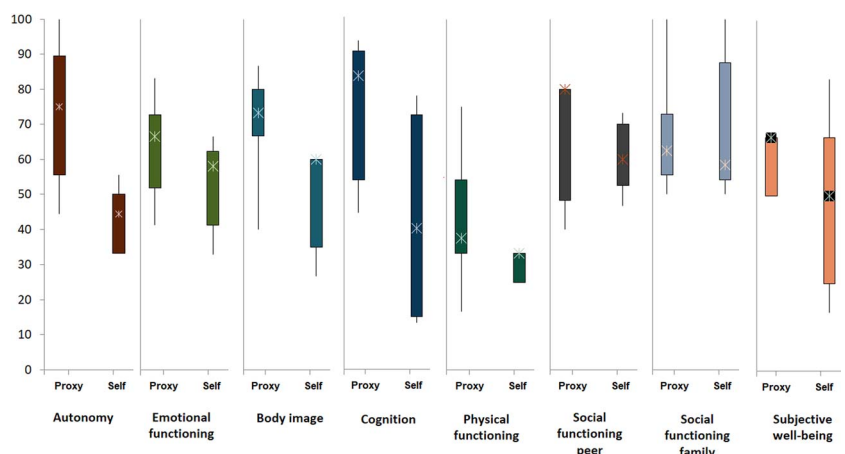 100
90
80
70
60
50
40
30
20
10
0
Proxy Self Proxy Self Proxy Self Proxy Self Proxy Self Proxy Self Proxy Self Proxy Self
Autonomy
Emotional
functioning
Body image
Cognition
Physical
functioning
Social
functioning
peer
Social
functioning
family
Subjective
well-being